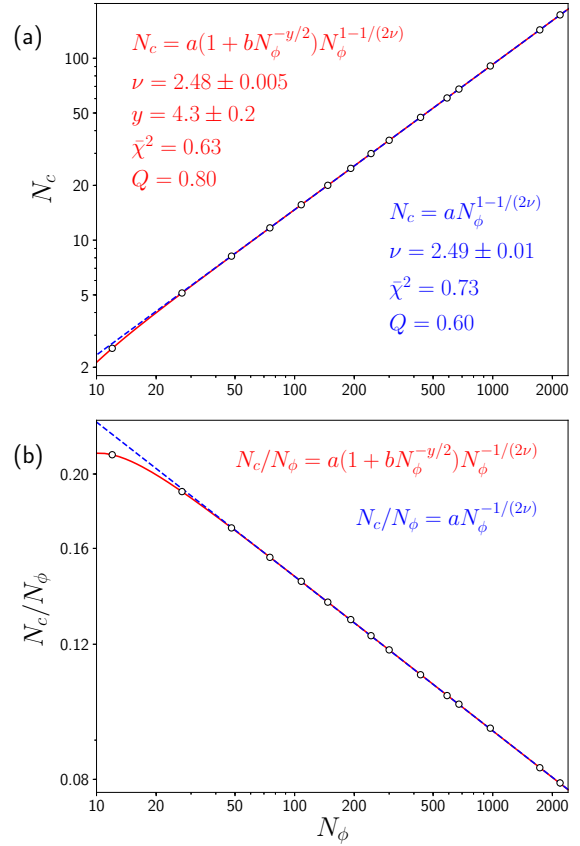 (a)
N_c = a(1 + bN_ϕ^{-y/2})N_ϕ^{1-1/(2ν)}
ν = 2.48 ± 0.005
y = 4.3 ± 0.2
χ̄² = 0.63
Q = 0.80
N_c = aN_ϕ^{1-1/(2ν)}
ν = 2.49 ± 0.01
χ̄² = 0.73
Q = 0.60
N_c
100
50
20
10
5
2
10 20 50 100 200 500 1000 2000
(b)
N_c/N_ϕ = a(1 + bN_ϕ^{-y/2})N_ϕ^{-1/(2ν)}
N_c/N_ϕ = aN_ϕ^{-1/(2ν)}
N_c/N_ϕ
0.20
0.16
0.12
0.08
10 20 50 100 200 500 1000 2000
N_ϕ